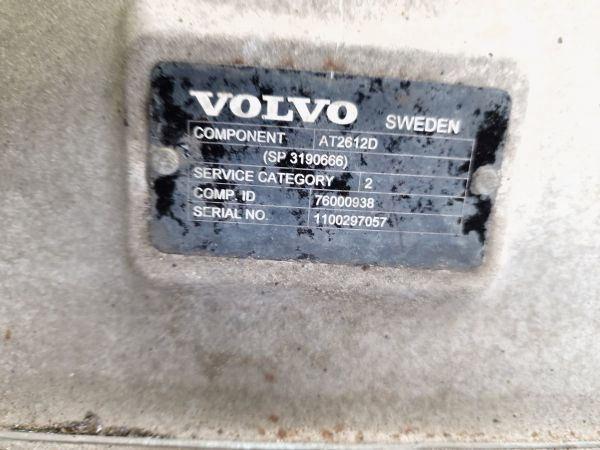 VOLVO SWEDEN
COMPONENT AT2612D
(SP 3190666)
SERVICE CATEGORY 2
COMP. ID 76000938
SERIAL NO. 1100297057